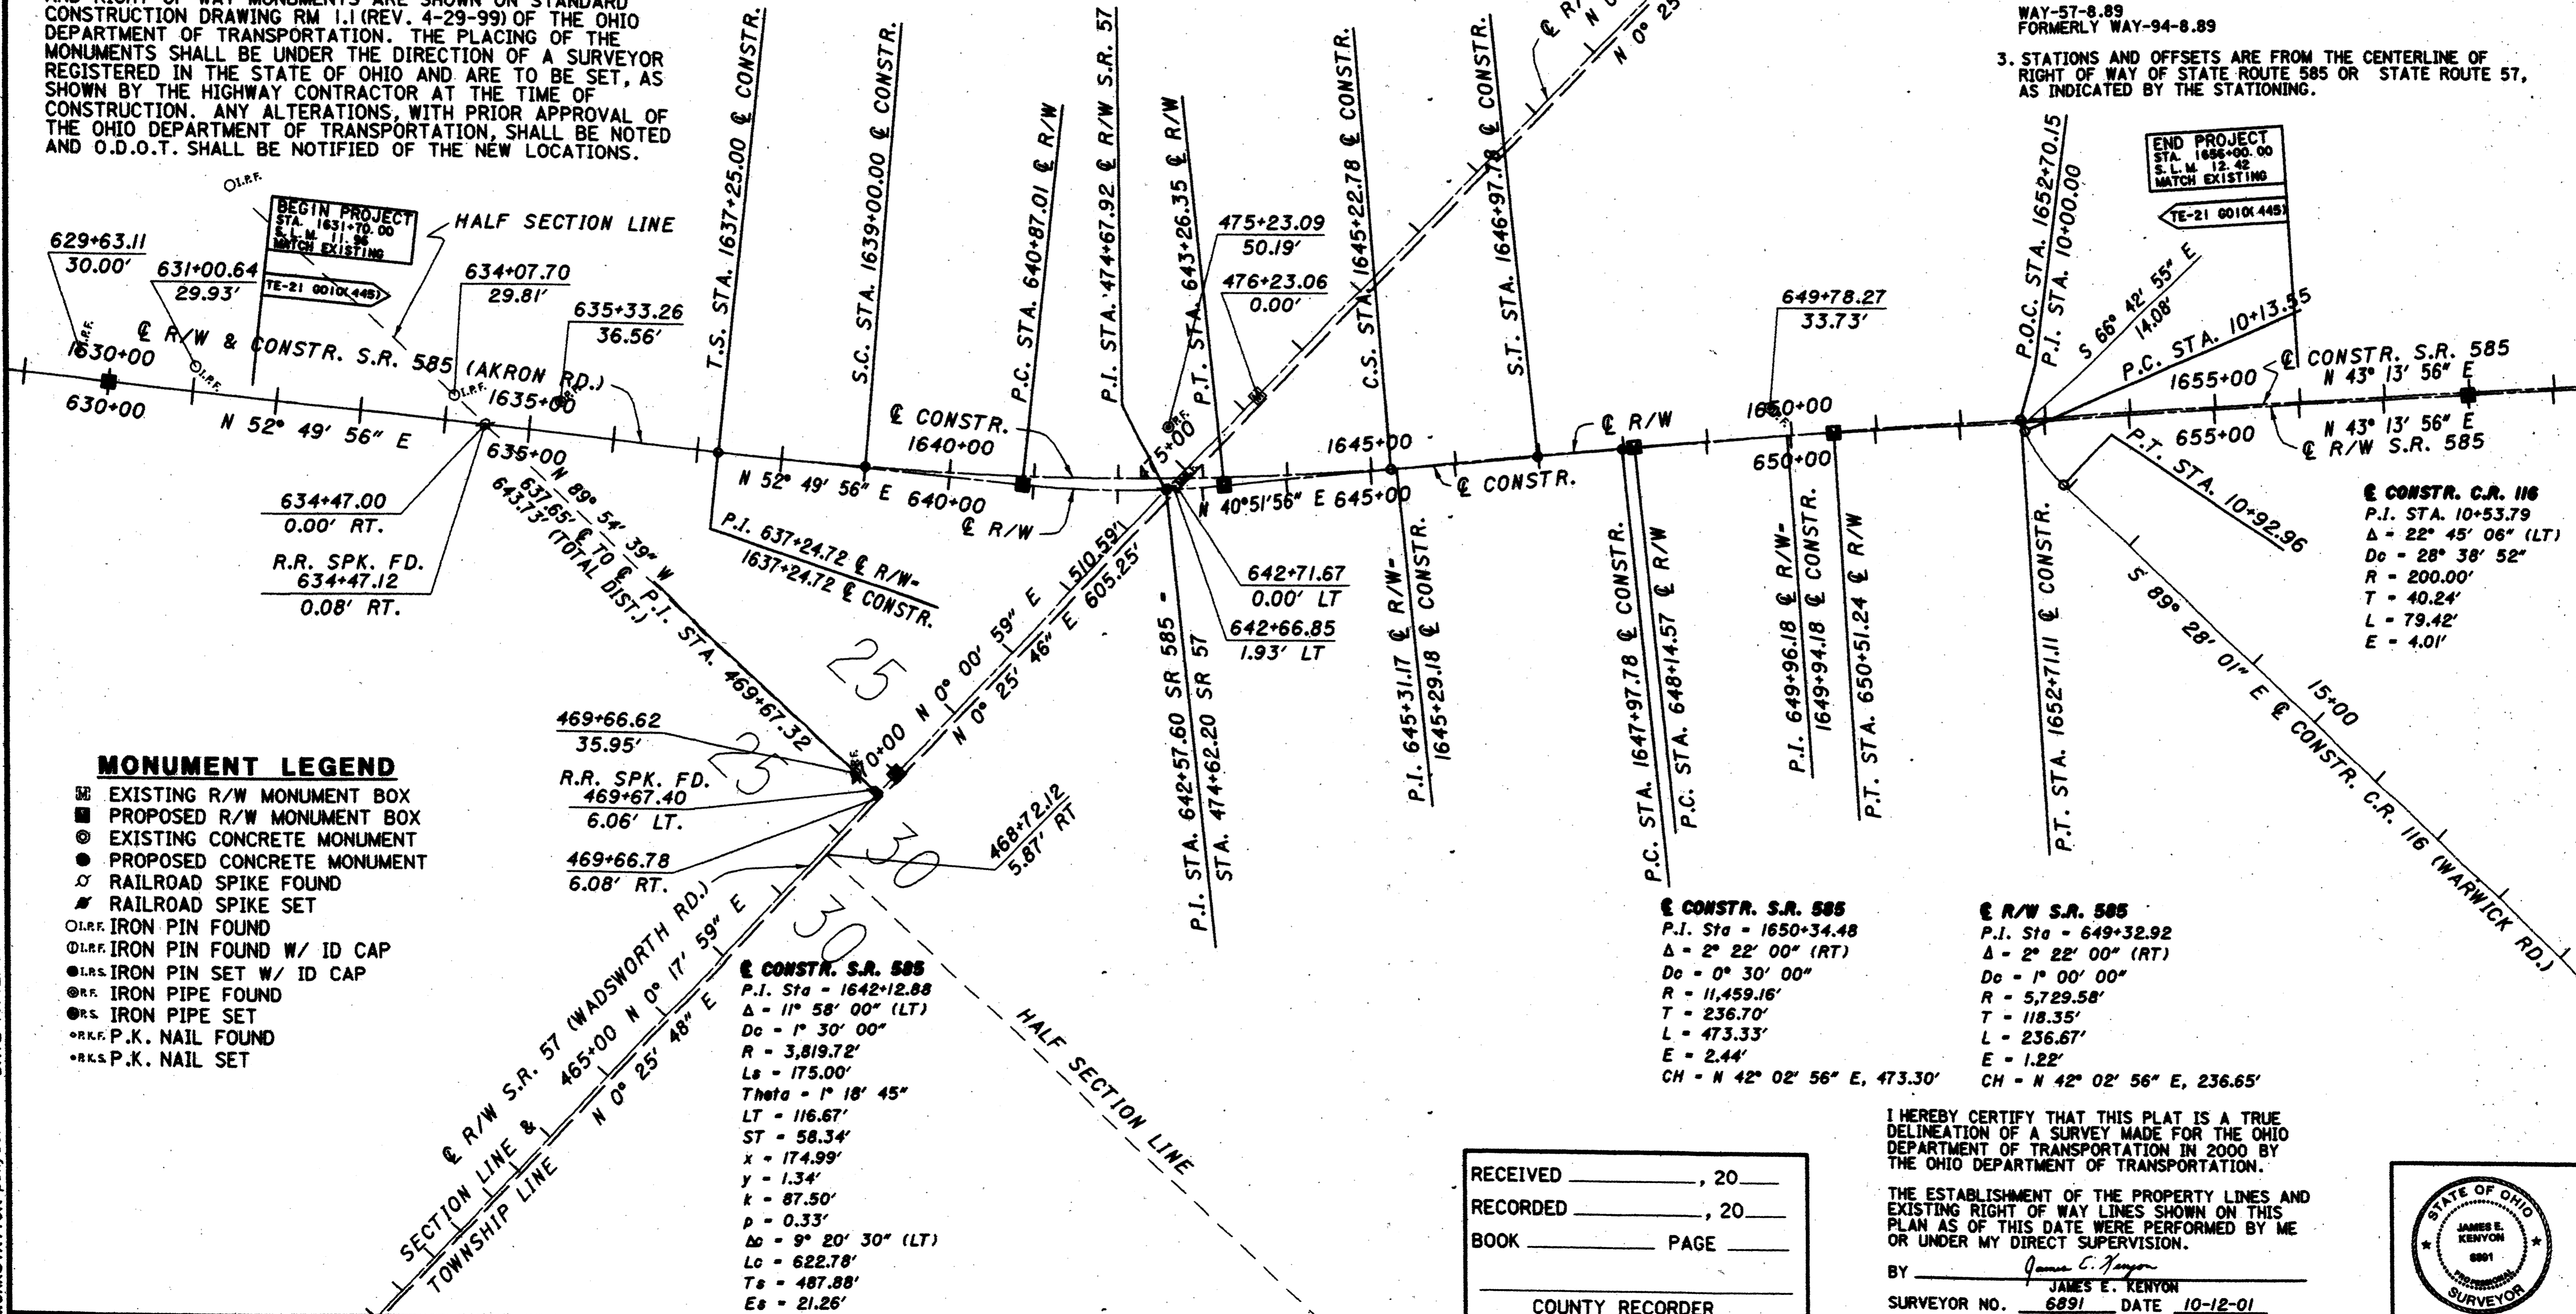 AND RIGHT OF WAY MONUMENTS ARE SHOWN ON STANDARD
CONSTRUCTION DRAWING RM 1.1 (REV. 4-29-99) OF THE OHIO
DEPARTMENT OF TRANSPORTATION. THE PLACING OF THE
MONUMENTS SHALL BE UNDER THE DIRECTION OF A SURVEYOR
REGISTERED IN THE STATE OF OHIO AND ARE TO BE SET, AS
SHOWN BY THE HIGHWAY CONTRACTOR AT THE TIME OF
CONSTRUCTION. ANY ALTERATIONS, WITH PRIOR APPROVAL OF
THE OHIO DEPARTMENT OF TRANSPORTATION, SHALL BE NOTED
AND O.D.O.T. SHALL BE NOTIFIED OF THE NEW LOCATIONS.
WAY-57-8.89
FORMERLY WAY-94-8.89
3. STATIONS AND OFFSETS ARE FROM THE CENTERLINE OF
RIGHT OF WAY OF STATE ROUTE 585 OR STATE ROUTE 57,
AS INDICATED BY THE STATIONING.
I.P.F.
BEGIN PROJECT
STA. 1631+70.00
S.L.M. 11.96
MATCH EXISTING
TE-21 G010(445)
HALF SECTION LINE
629+63.11
30.00'
631+00.64
29.93'
634+07.70
29.81'
635+33.26
36.56'
I.P.F.
1630+00
630+00
I.P.F.
℄ R/W & CONSTR. S.R. 585 (AKRON RD.)
I.P.F.
1635+00
N 52° 49' 56" E
635+00
634+47.00
0.00' RT.
R.R. SPK. FD.
634+47.12
0.08' RT.
N 89° 54' 39" W
637.65' ℄ TO ℄ P.I. STA. 469+67.32
643.73' (TOTAL DIST.)
T.S. STA. 1637+25.00 ℄ CONSTR.
S.C. STA. 1639+00.00 ℄ CONSTR.
P.C. STA. 640+87.01 ℄ R/W
P.I. STA. 474+67.92 ℄ R/W S.R. 57
P.T. STA. 643+26.35 ℄ R/W
475+23.09
50.19'
476+23.06
0.00'
C.S. STA. 1645+22.78 ℄ CONSTR.
S.T. STA. 1646+97.78 ℄ CONSTR.
℄ R/
N 0° 25'
℄ CONSTR.
1640+00
N 52° 49' 56" E
640+00
℄ R/W
475+00
N 40°51'56" E
1645+00
645+00
℄ CONSTR.
℄ R/W
P.I. 637+24.72 ℄ R/W=
1637+24.72 ℄ CONSTR.
N 0° 00' 59" E 510.59'
N 0° 25' 46" E 605.25'
642+71.67
0.00' LT
642+66.85
1.93' LT
P.I. STA. 642+57.60 SR 585 =
STA. 474+62.20 SR 57
P.I. 645+31.17 ℄ R/W=
1645+29.18 ℄ CONSTR.
P.C. STA. 1647+97.78 ℄ CONSTR.
P.C. STA. 648+14.57 ℄ R/W
649+78.27
33.73'
1650+00
650+00
P.I. 649+96.18 ℄ R/W=
1649+94.18 ℄ CONSTR.
P.T. STA. 650+51.24 ℄ R/W
P.O.C. STA. 1652+70.15
P.I. STA. 10+00.00
S 66° 42' 55" E
14.08'
P.C. STA. 10+13.55
END PROJECT
STA. 1656+00.00
S.L.M. 12.42
MATCH EXISTING
TE-21 G010(445)
1655+00
℄ CONSTR. S.R. 585
N 43° 13' 56" E
655+00
N 43° 13' 56" E
℄ R/W S.R. 585
P.T. STA. 10+92.96
P.T. STA. 1652+71.11 ℄ CONSTR.
S 89° 28' 01" E ℄ CONSTR. C.R. 116 (WARWICK RD.)
15+00
℄ CONSTR. C.R. 116
P.I. STA. 10+53.79
Δ = 22° 45' 06" (LT)
Dc = 28° 38' 52"
R = 200.00'
T = 40.24'
L = 79.42'
E = 4.01'
25
25
30
30
469+66.62
35.95'
R.R. SPK. FD.
469+67.40
6.06' LT.
469+66.78
6.08' RT.
470+00
468+72.12
5.87' RT
MONUMENT LEGEND
EXISTING R/W MONUMENT BOX
PROPOSED R/W MONUMENT BOX
EXISTING CONCRETE MONUMENT
PROPOSED CONCRETE MONUMENT
RAILROAD SPIKE FOUND
RAILROAD SPIKE SET
I.P.F. IRON PIN FOUND
I.P.F. IRON PIN FOUND W/ ID CAP
I.P.S. IRON PIN SET W/ ID CAP
P.F. IRON PIPE FOUND
P.S. IRON PIPE SET
P.K.F. P.K. NAIL FOUND
P.K.S. P.K. NAIL SET
℄ R/W S.R. 57 (WADSWORTH RD.)
SECTION LINE &
465+00 N 0° 17' 59" E
TOWNSHIP LINE
N 0° 25' 48" E
HALF SECTION LINE
℄ CONSTR. S.R. 585
P.I. Sta = 1642+12.88
Δ = 11° 58' 00" (LT)
Dc = 1° 30' 00"
R = 3,819.72'
Ls = 175.00'
Theta = 1° 18' 45"
LT = 116.67'
ST = 58.34'
x = 174.99'
y = 1.34'
k = 87.50'
p = 0.33'
Δc = 9° 20' 30" (LT)
Lc = 622.78'
Ts = 487.88'
Es = 21.26'
℄ CONSTR. S.R. 585
P.I. Sta = 1650+34.48
Δ = 2° 22' 00" (RT)
Dc = 0° 30' 00"
R = 11,459.16'
T = 236.70'
L = 473.33'
E = 2.44'
CH = N 42° 02' 56" E, 473.30'
℄ R/W S.R. 585
P.I. Sta = 649+32.92
Δ = 2° 22' 00" (RT)
Dc = 1° 00' 00"
R = 5,729.58'
T = 118.35'
L = 236.67'
E = 1.22'
CH = N 42° 02' 56" E, 236.65'
RECEIVED , 20
RECORDED , 20
BOOK PAGE
COUNTY RECORDER
I HEREBY CERTIFY THAT THIS PLAT IS A TRUE
DELINEATION OF A SURVEY MADE FOR THE OHIO
DEPARTMENT OF TRANSPORTATION IN 2000 BY
THE OHIO DEPARTMENT OF TRANSPORTATION.
THE ESTABLISHMENT OF THE PROPERTY LINES AND
EXISTING RIGHT OF WAY LINES SHOWN ON THIS
PLAN AS OF THIS DATE WERE PERFORMED BY ME
OR UNDER MY DIRECT SUPERVISION.
BY James E. Kenyon
JAMES E. KENYON
SURVEYOR NO. 6891 DATE 10-12-01
STATE OF OHIO
JAMES E.
KENYON
6891
PROFESSIONAL
SURVEYOR